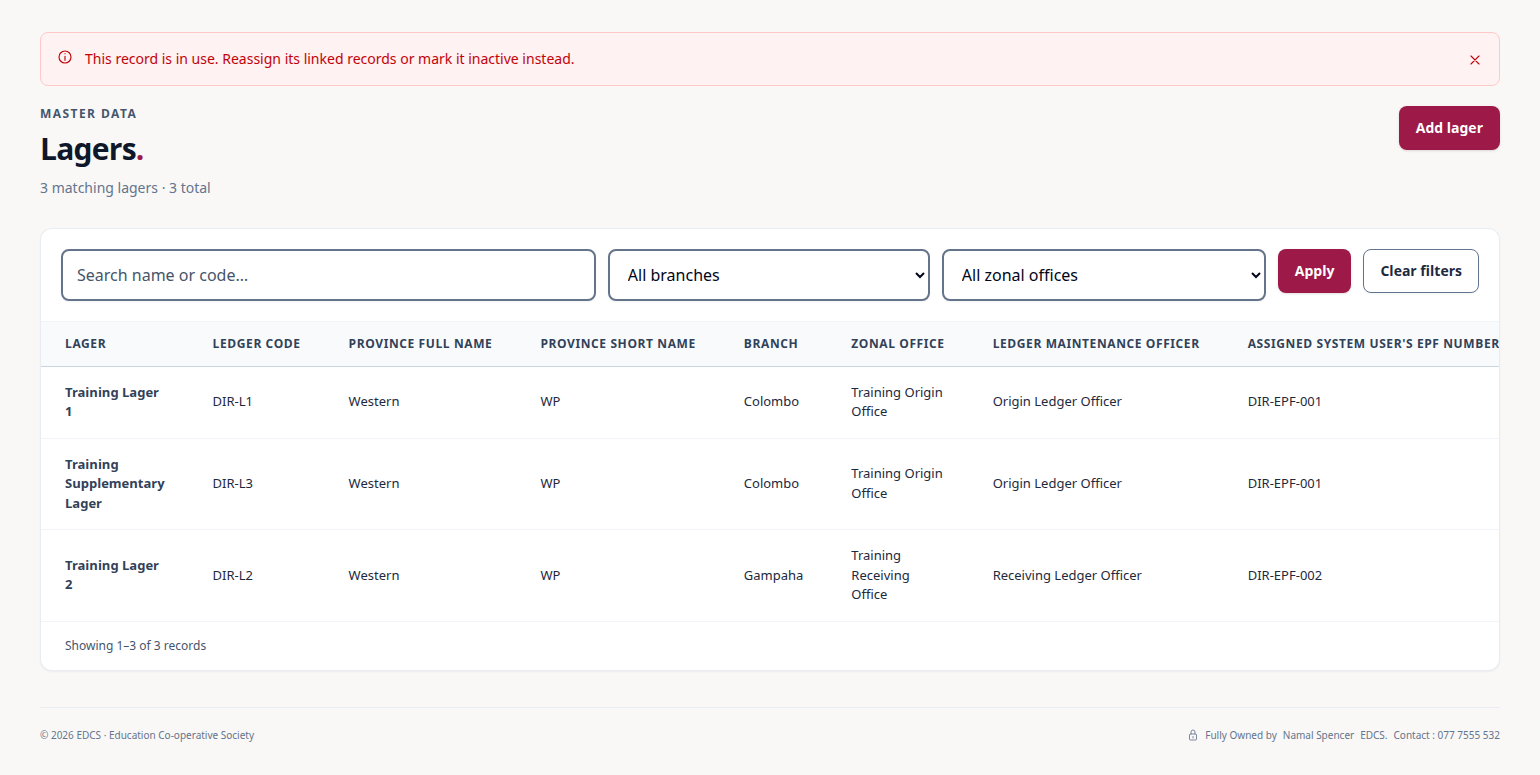 This record is in use. Reassign its linked records or mark it inactive instead.
MASTER DATA
Add lager
Lagers.
3 matching lagers · 3 total
Search name or code...
All branches
All zonal offices
Apply
Clear filters
LAGER LEDGER CODE PROVINCE FULL NAME PROVINCE SHORT NAME BRANCH ZONAL OFFICE LEDGER MAINTENANCE OFFICER ASSIGNED SYSTEM USER'S EPF NUMBER
Training Lager
1
DIR-L1
Western
WP
Colombo
Training Origin
Office
Origin Ledger Officer
DIR-EPF-001
Training
Supplementary
Lager
DIR-L3
Western
WP
Colombo
Training Origin
Office
Origin Ledger Officer
DIR-EPF-001
Training Lager
2
DIR-L2
Western
WP
Gampaha
Training
Receiving
Office
Receiving Ledger Officer
DIR-EPF-002
Showing 1–3 of 3 records
© 2026 EDCS · Education Co-operative Society
Fully Owned by Namal Spencer EDCS. Contact : 077 7555 532